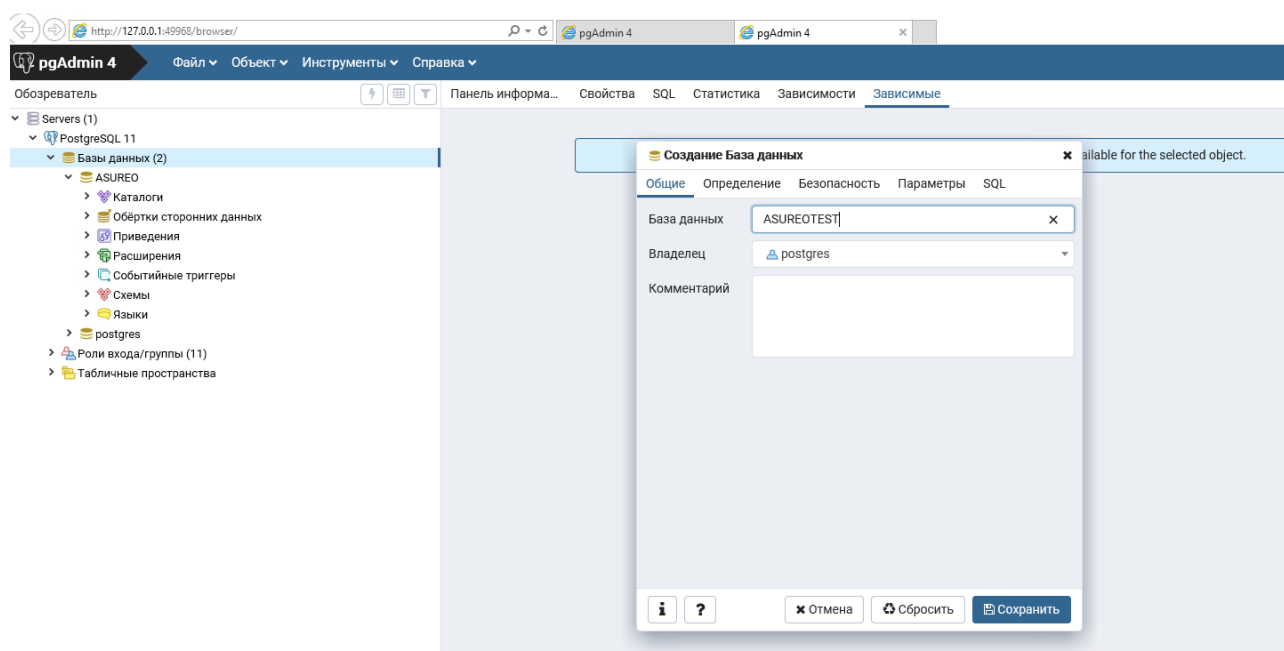 http://127.0.0.1:49968/browser/ pgAdmin 4 pgAdmin 4
pgAdmin 4 Файл Объект Инструменты Справка
Обозреватель Панель информа... Свойства SQL Статистика Зависимости Зависимые
Servers (1)
PostgreSQL 11
Базы данных (2)
ASUREO
Каталоги
Обёртки сторонних данных
Приведения
Расширения
Событийные триггеры
Схемы
Языки
postgres
Роли входа/группы (11)
Табличные пространства
ailable for the selected object.
Создание База данных
Общие Определение Безопасность Параметры SQL
База данных ASUREOTEST
Владелец postgres
Комментарий
i ? Отмена Сбросить Сохранить